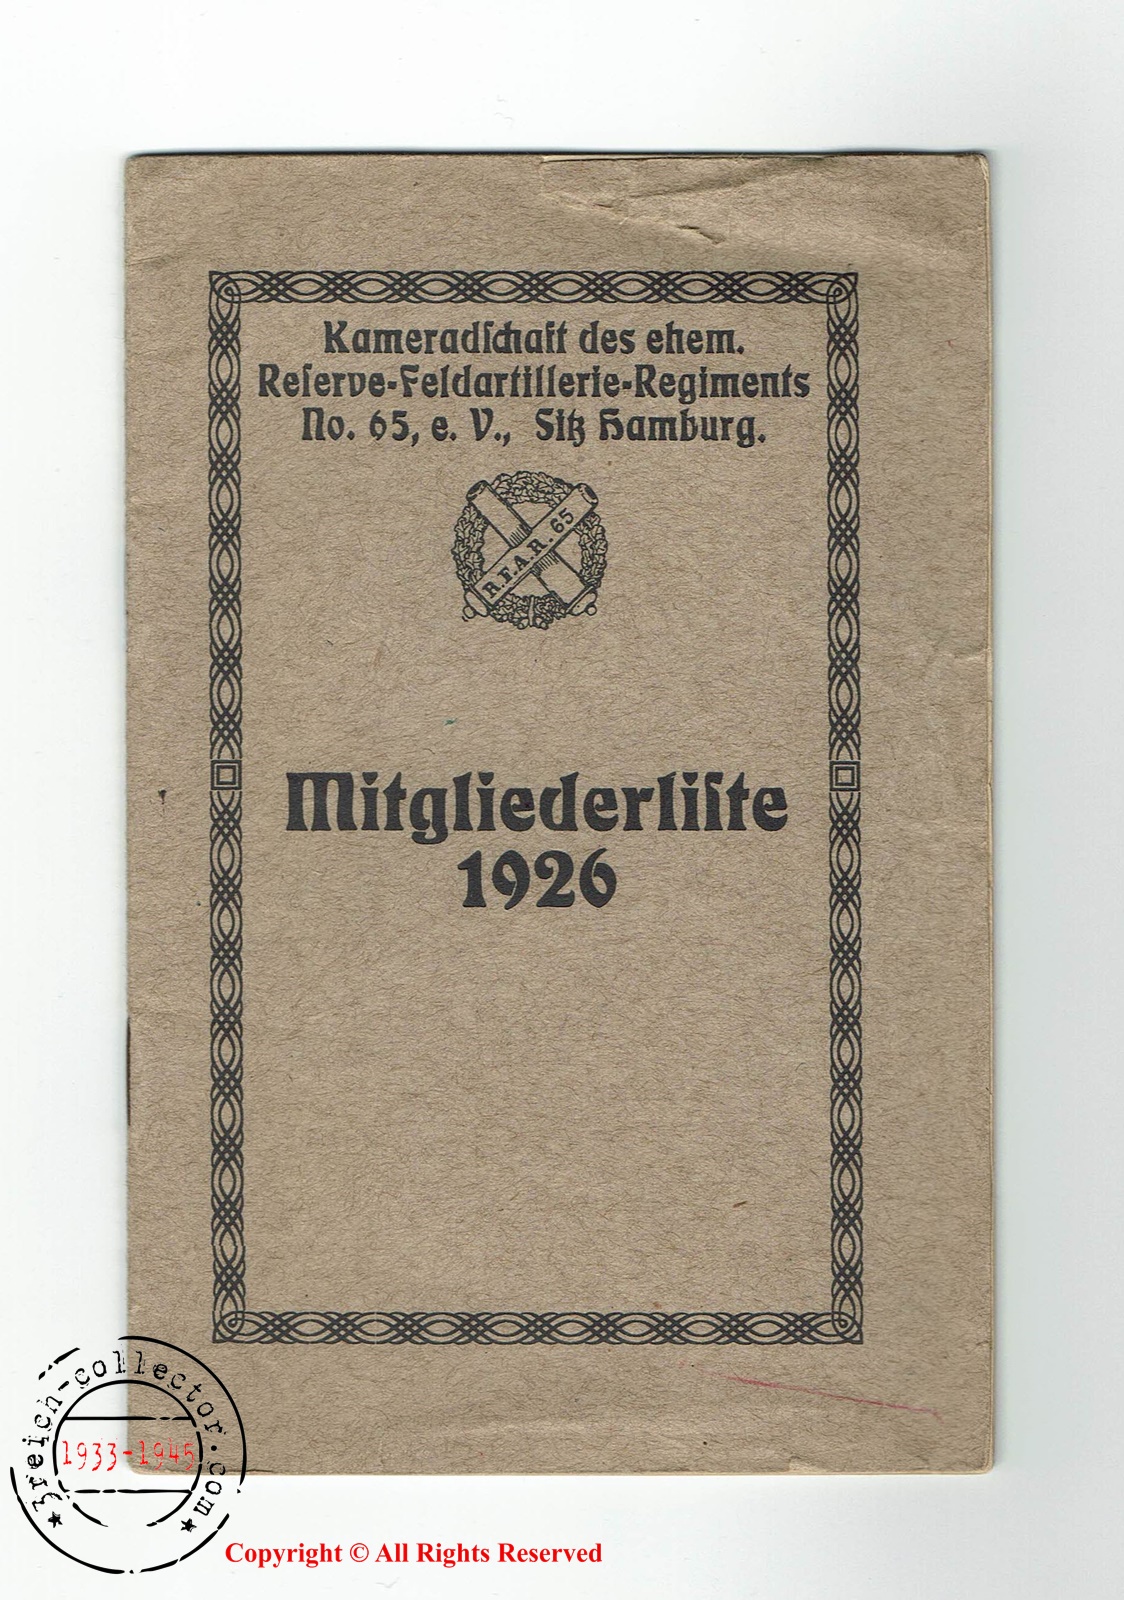 Kameradſchaft des ehem.
Reſerve-Feldartillerie-Regiments
No. 65, e. V., Sitz Hamburg.
R.F.A.R. 65
Mitgliederliſte
1926
3reich-collector.com
1933-1945
Copyright © All Rights Reserved